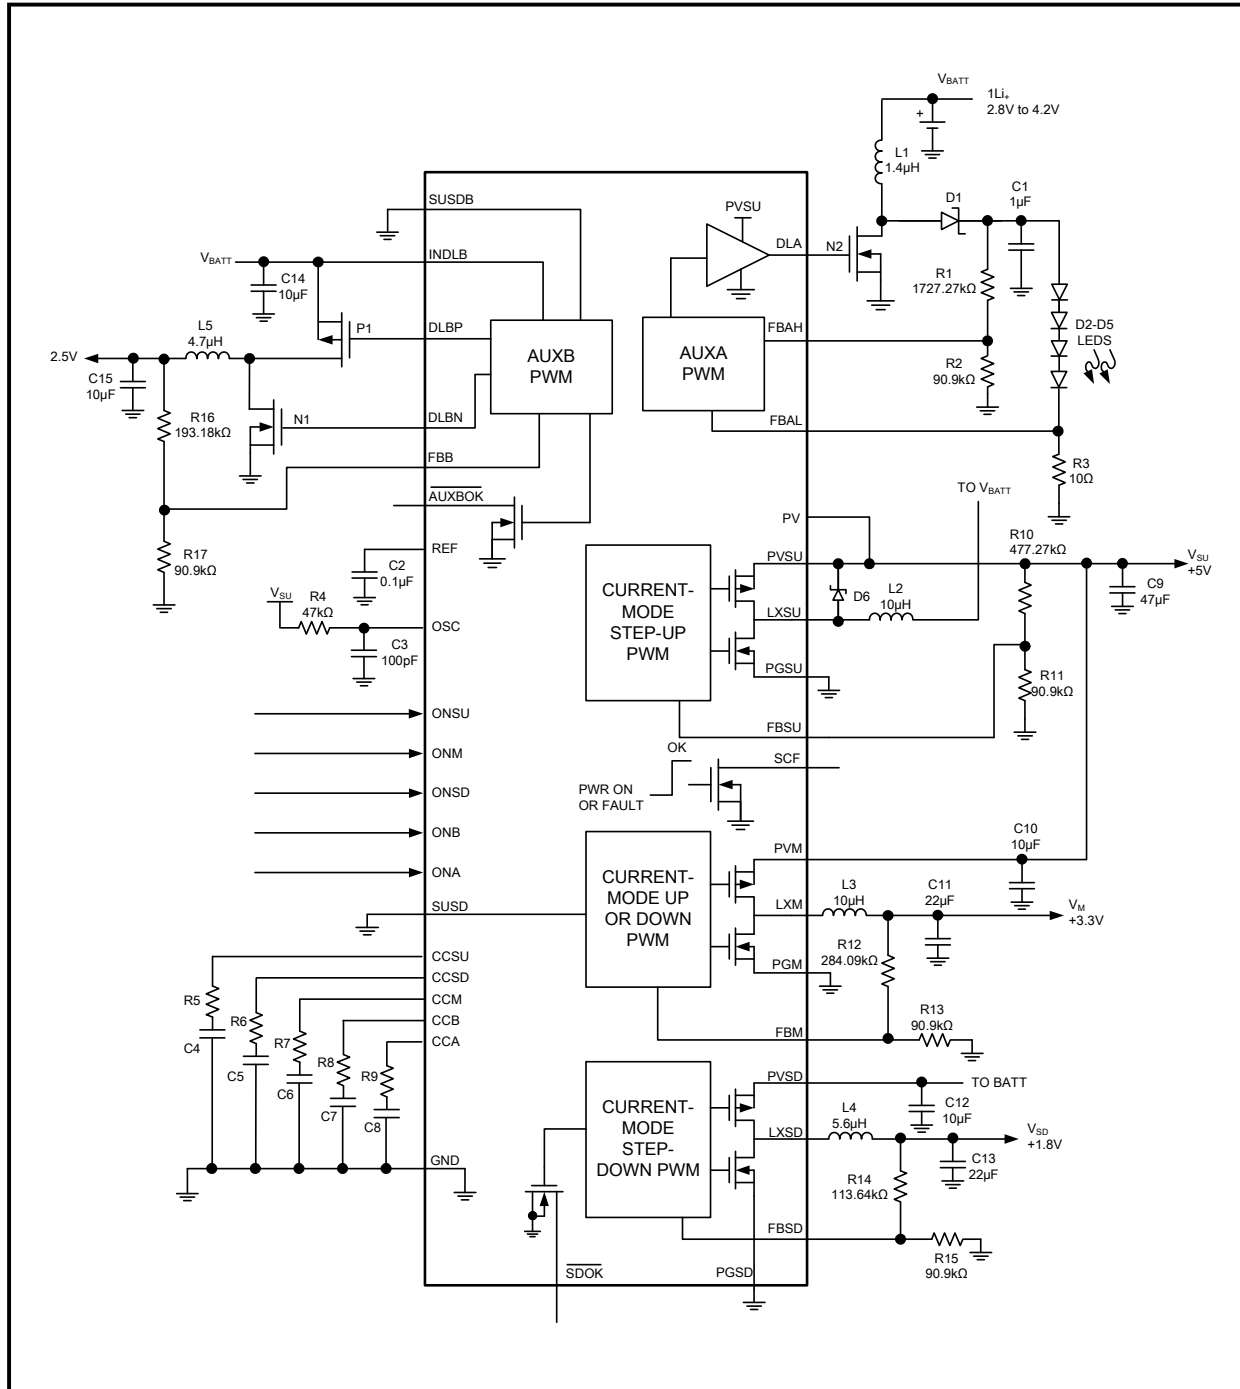 VBATT
1Li+
2.8V to 4.2V
+
L1
1.4µH
D1
C1
1µF
SUSDB
PVSU
DLA
N2
R1
1727.27kΩ
VBATT
INDLB
C14
10µF
P1
DLBP
L5
4.7µH
2.5V
C15
10µF
AUXB
PWM
AUXA
PWM
FBAH
R2
90.9kΩ
D2-D5
LEDS
R16
193.18kΩ
N1
DLBN
FBAL
FBB
R3
10Ω
AUXBOK
TO VBATT
PV
R17
90.9kΩ
REF
C2
0.1µF
R10
477.27kΩ
PVSU
VSU
+5V
C9
47µF
VSU
R4
47kΩ
OSC
C3
100pF
CURRENT-
MODE
STEP-UP
PWM
D6
L2
10µH
LXSU
PGSU
R11
90.9kΩ
ONSU
FBSU
ONM
OK
SCF
ONSD
PWR ON
OR FAULT
ONB
C10
10µF
PVM
ONA
CURRENT-
MODE UP
OR DOWN
PWM
L3
10µH
C11
22µF
LXM
VM
+3.3V
SUSD
R12
284.09kΩ
PGM
CCSU
CCSD
CCM
CCB
CCA
R5
R6
R7
R8
R9
C4
C5
C6
C7
C8
R13
90.9kΩ
FBM
PVSD
TO BATT
C12
10µF
CURRENT-
MODE
STEP-
DOWN PWM
L4
5.6µH
LXSD
VSD
+1.8V
C13
22µF
GND
R14
113.64kΩ
FBSD
R15
90.9kΩ
SDOK
PGSD